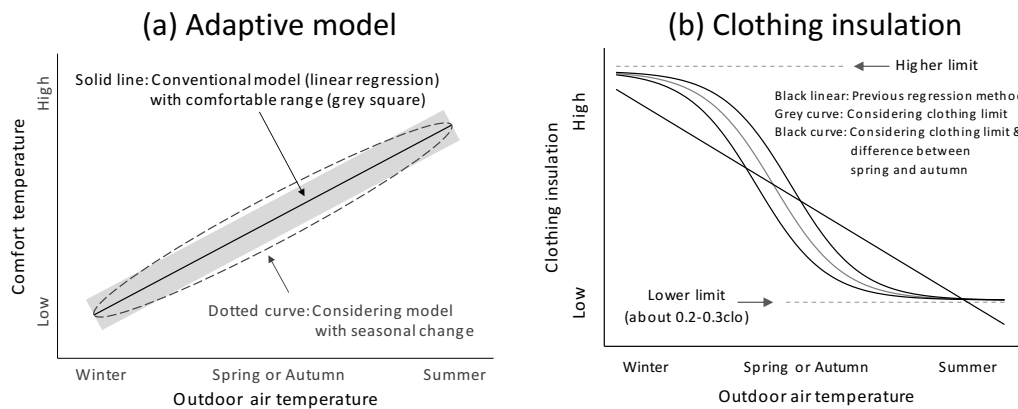 (a) Adaptive model
Solid line: Conventional model (linear regression)
with comfortable range (grey square)
High
Comfort temperature
Low
Dotted curve: Considering model
with seasonal change
Winter
Spring or Autumn
Summer
Outdoor air temperature
(b) Clothing insulation
Higher limit
Black linear: Previous regression method
Grey curve: Considering clothing limit
Black curve: Considering clothing limit &
difference between
spring and autumn
High
Clothing insulation
Low
Lower limit
(about 0.2-0.3clo)
Winter
Spring or Autumn
Summer
Outdoor air temperature